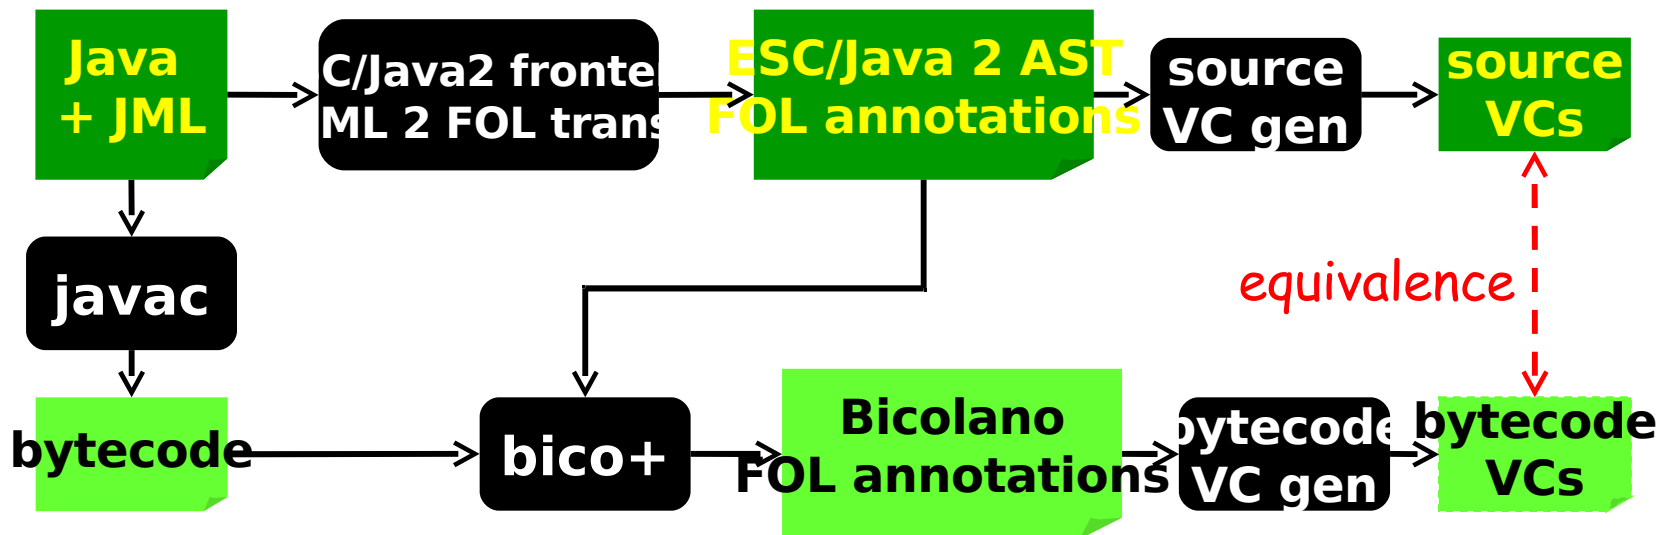 Java
+ JML
C/Java2 fronte
ML 2 FOL trans
ESC/Java 2 AST
FOL annotations
source
VC gen
source
VCs
javac
equivalence
bytecode
bico+
Bicolano
FOL annotations
bytecode
VC gen
bytecode
VCs